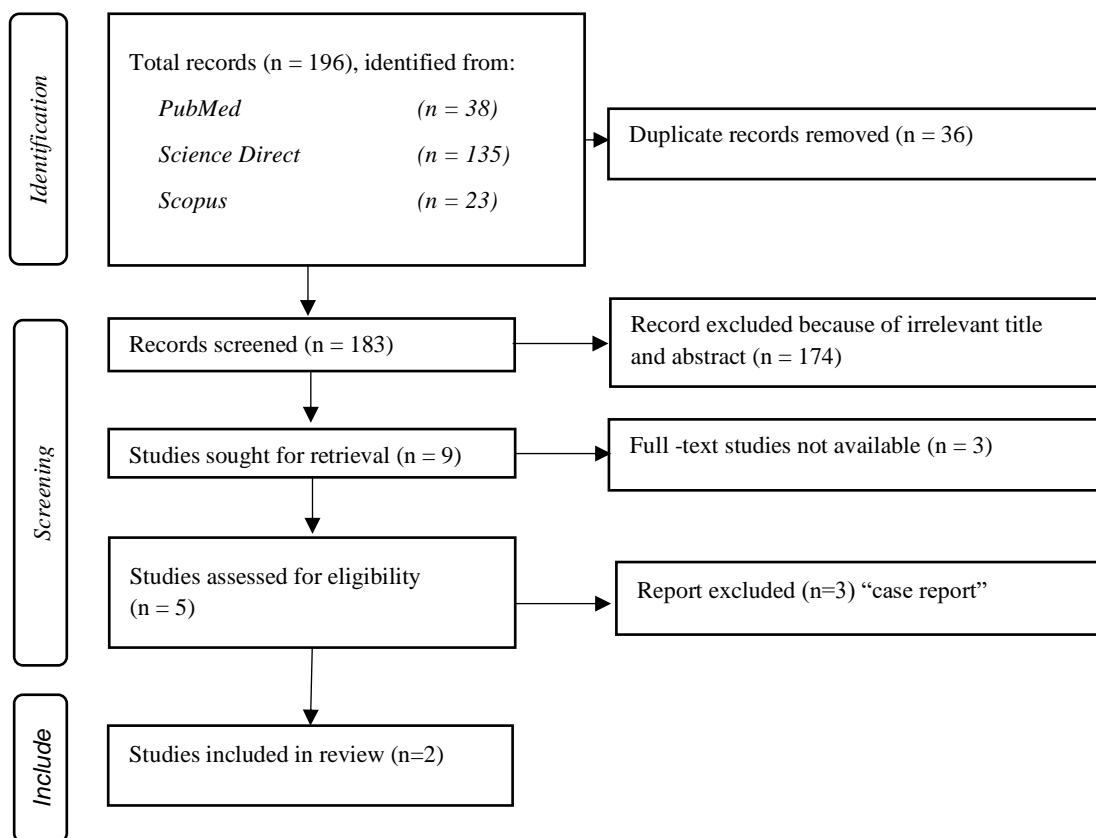 Identification
Total records (n = 196), identified from:
PubMed (n = 38)
Science Direct (n = 135)
Scopus (n = 23)
Duplicate records removed (n = 36)
Screening
Records screened (n = 183)
Record excluded because of irrelevant title
and abstract (n = 174)
Studies sought for retrieval (n = 9)
Full -text studies not available (n = 3)
Studies assessed for eligibility
(n = 5)
Report excluded (n=3) “case report”
Include
Studies included in review (n=2)